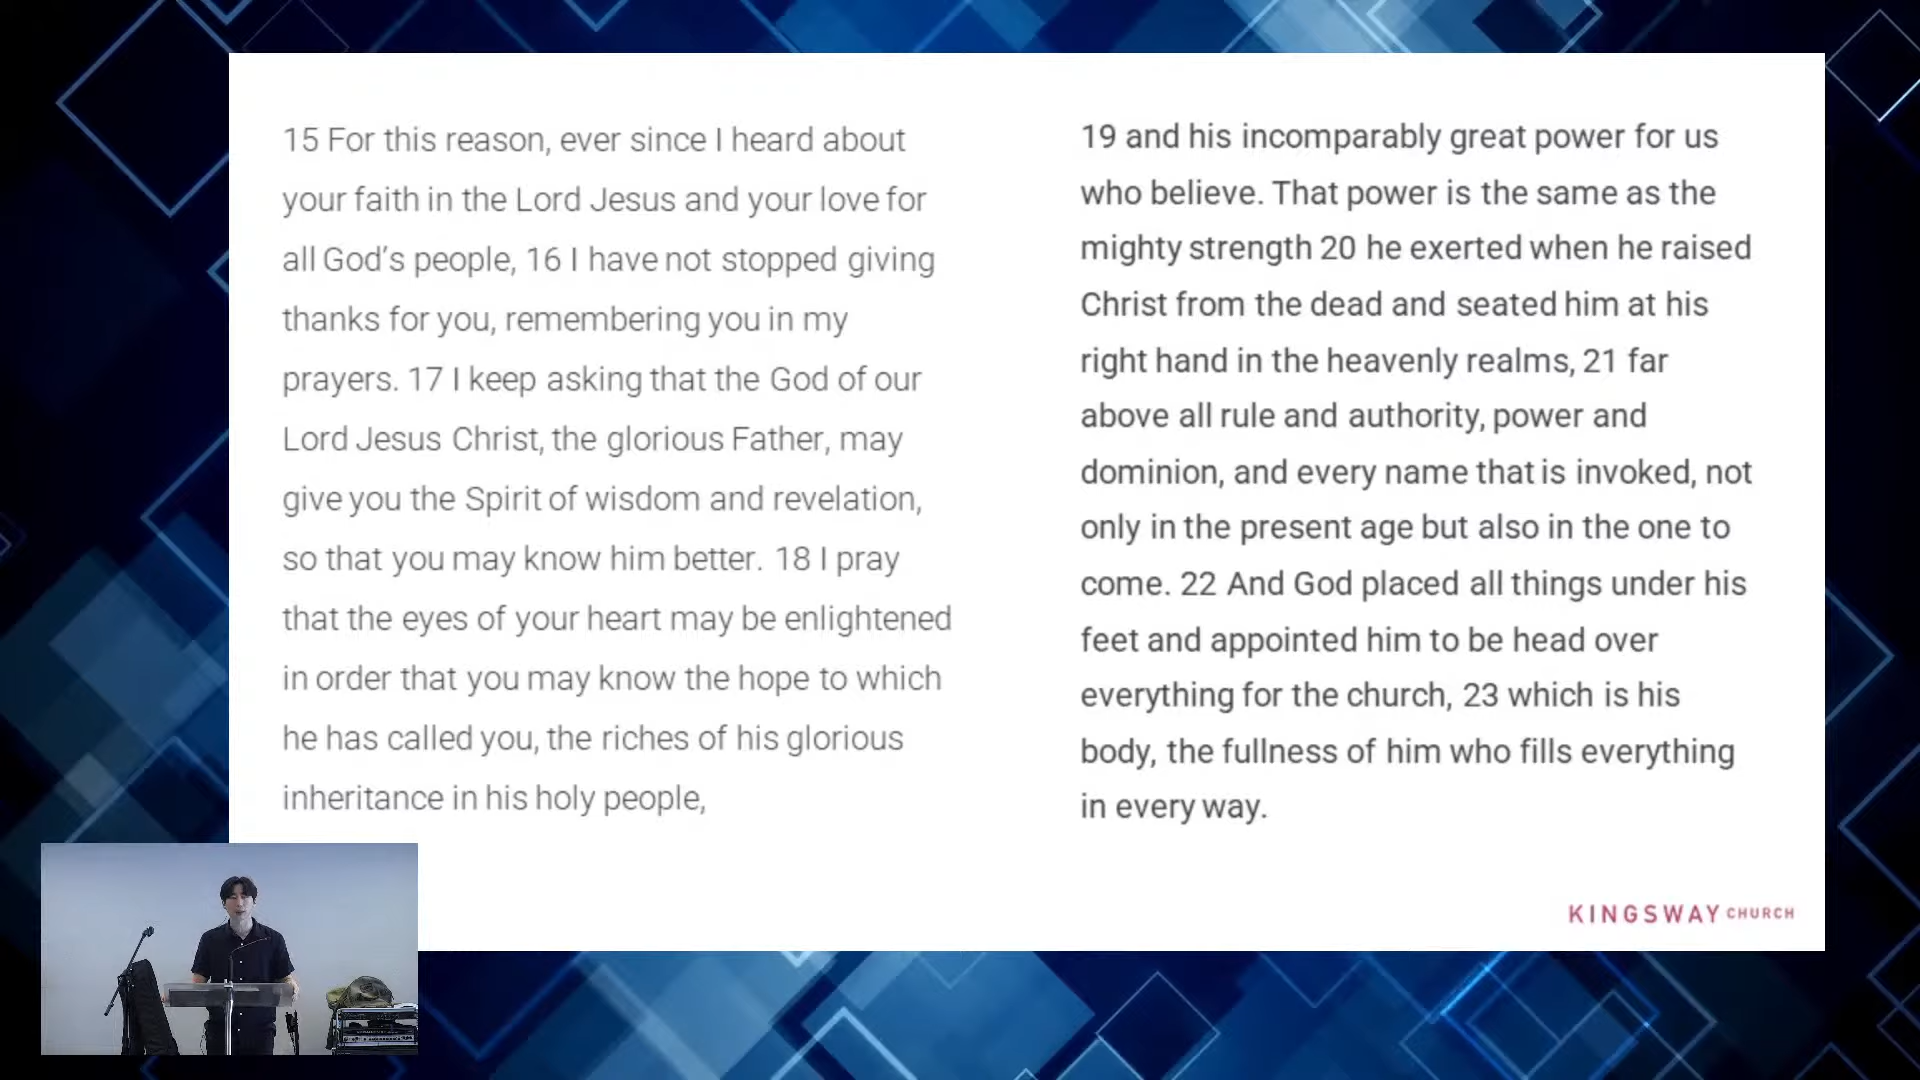 15 For this reason, ever since I heard about
your faith in the Lord Jesus and your love for
all God’s people, 16 I have not stopped giving
thanks for you, remembering you in my
prayers. 17 I keep asking that the God of our
Lord Jesus Christ, the glorious Father, may
give you the Spirit of wisdom and revelation,
so that you may know him better. 18 I pray
that the eyes of your heart may be enlightened
in order that you may know the hope to which
he has called you, the riches of his glorious
inheritance in his holy people,
19 and his incomparably great power for us
who believe. That power is the same as the
mighty strength 20 he exerted when he raised
Christ from the dead and seated him at his
right hand in the heavenly realms, 21 far
above all rule and authority, power and
dominion, and every name that is invoked, not
only in the present age but also in the one to
come. 22 And God placed all things under his
feet and appointed him to be head over
everything for the church, 23 which is his
body, the fullness of him who fills everything
in every way.
KINGSWAY CHURCH